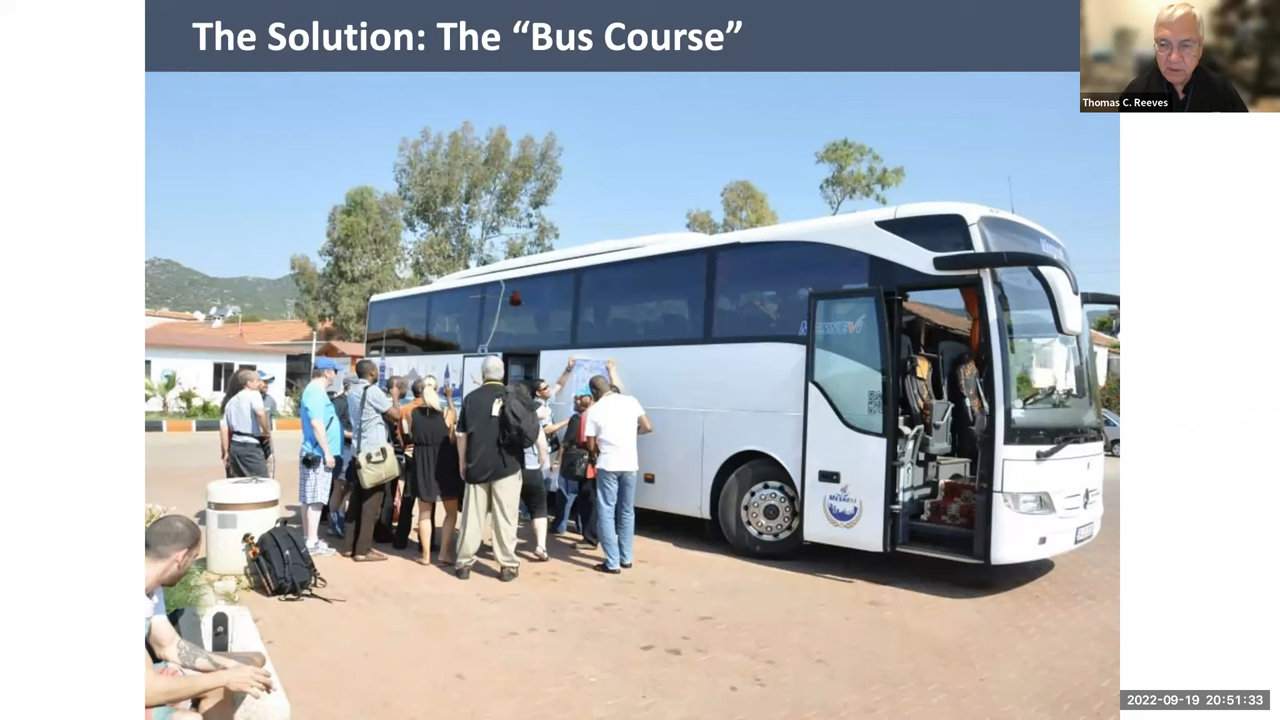 The Solution: The “Bus Course”
Thomas C. Reeves
2022-09-19 20:51:33